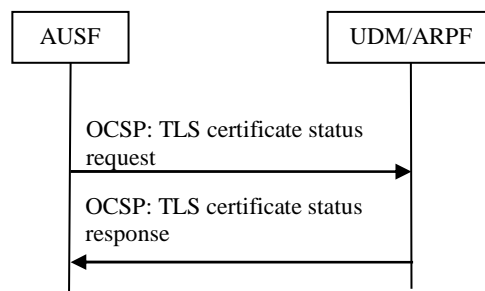 AUSF
UDM/ARPF
OCSP: TLS certificate status
request
OCSP: TLS certificate status
response